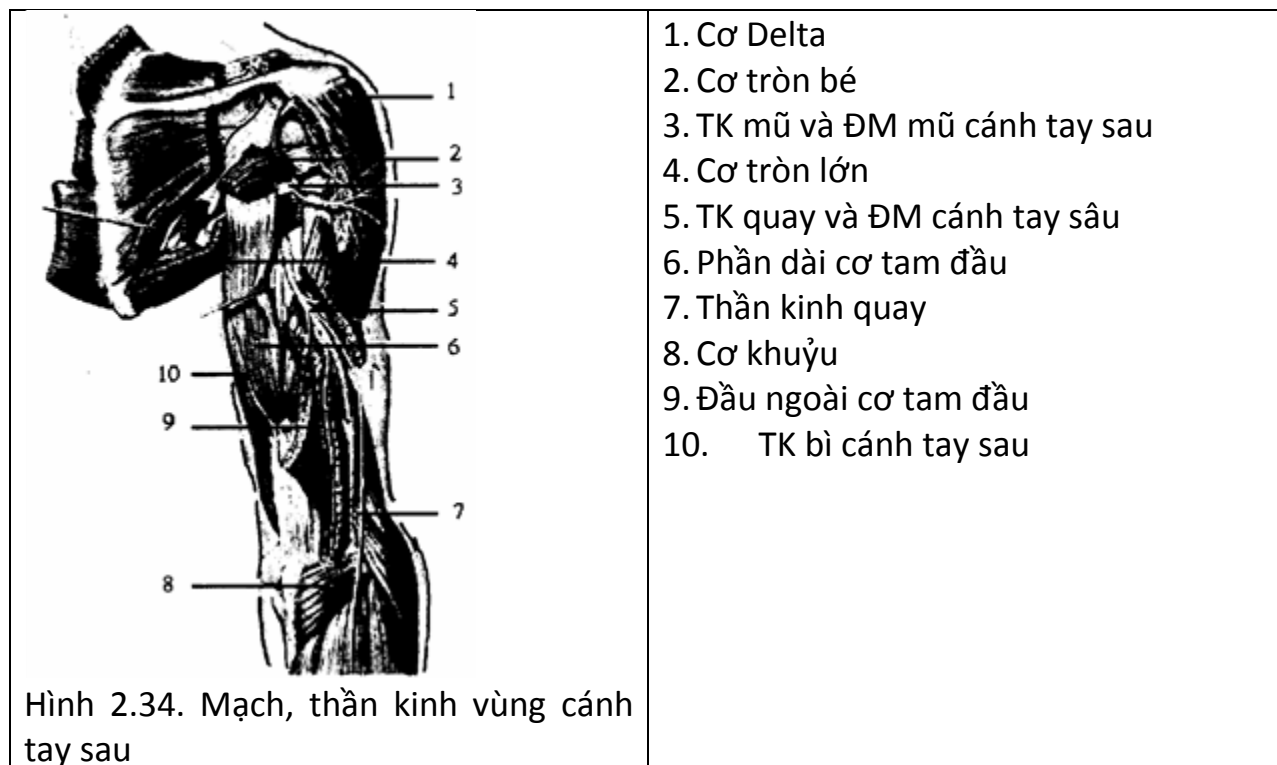 1
2
3
4
5
6
10
9
7
8
Hình 2.34. Mạch, thần kinh vùng cánh
tay sau
1. Cơ Delta
2. Cơ tròn bé
3. TK mũ và ĐM mũ cánh tay sau
4. Cơ tròn lớn
5. TK quay và ĐM cánh tay sâu
6. Phần dài cơ tam đầu
7. Thần kinh quay
8. Cơ khuỷu
9. Đầu ngoài cơ tam đầu
10. TK bì cánh tay sau